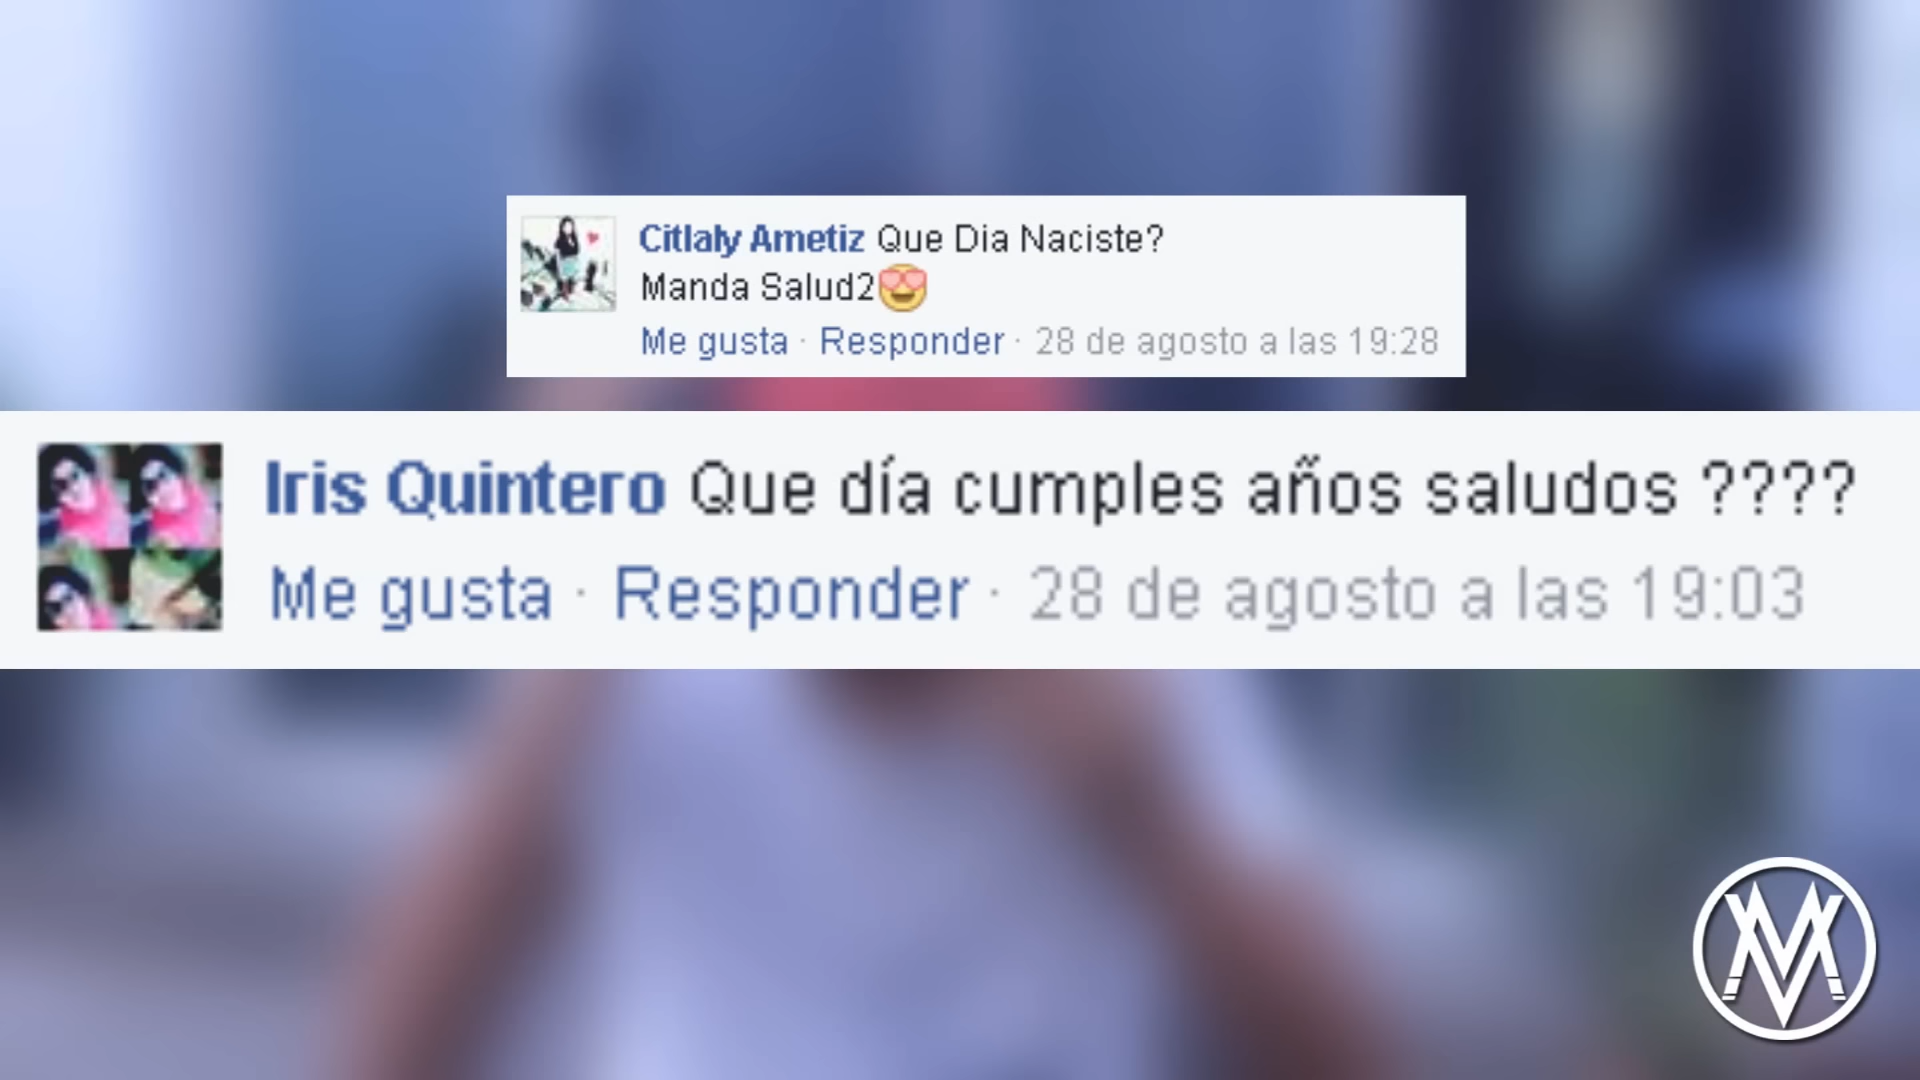 Citlaly Ametiz Que Dia Naciste?
Manda Salud2😍
Me gusta · Responder · 28 de agosto a las 19:28
Iris Quintero Que día cumples años saludos ????
Me gusta · Responder · 28 de agosto a las 19:03